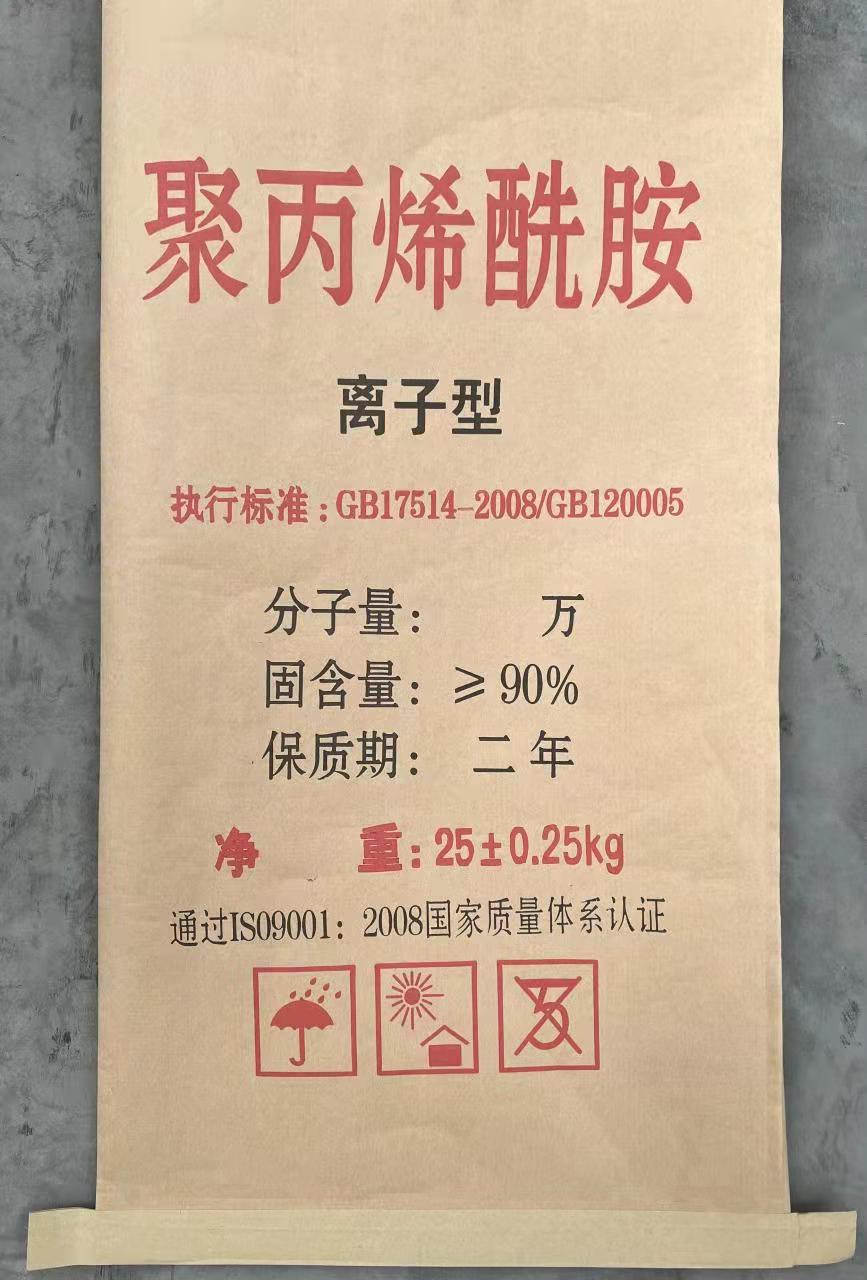 聚丙烯酰胺
离子型
执行标准：GB17514-2008/GB120005
分子量： 万
固含量：≥90%
保质期： 二年
净 重：25±0.25kg
通过IS09001：2008国家质量体系认证